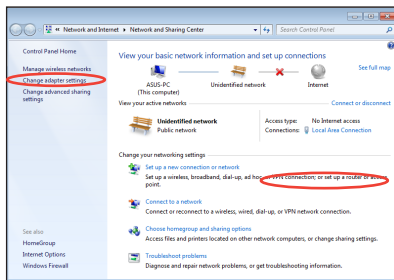 Network and Internet ▸ Network and Sharing Center
Search Control Panel
Control Panel Home
Manage wireless networks
Change adapter settings
Change advanced sharing
settings
See also
HomeGroup
Internet Options
Windows Firewall
View your basic network information and set up connections
See full map
ASUS-PC
(This computer)
Unidentified network
Internet
View your active networks
Connect or disconnect
Unidentified network
Public network
Access type: No Internet access
Connections: Local Area Connection
Change your networking settings
Set up a new connection or network
Set up a wireless, broadband, dial-up, ad hoc, or VPN connection; or set up a router or access
point.
Connect to a network
Connect or reconnect to a wireless, wired, dial-up, or VPN network connection.
Choose homegroup and sharing options
Access files and printers located on other network computers, or change sharing settings.
Troubleshoot problems
Diagnose and repair network problems, or get troubleshooting information.